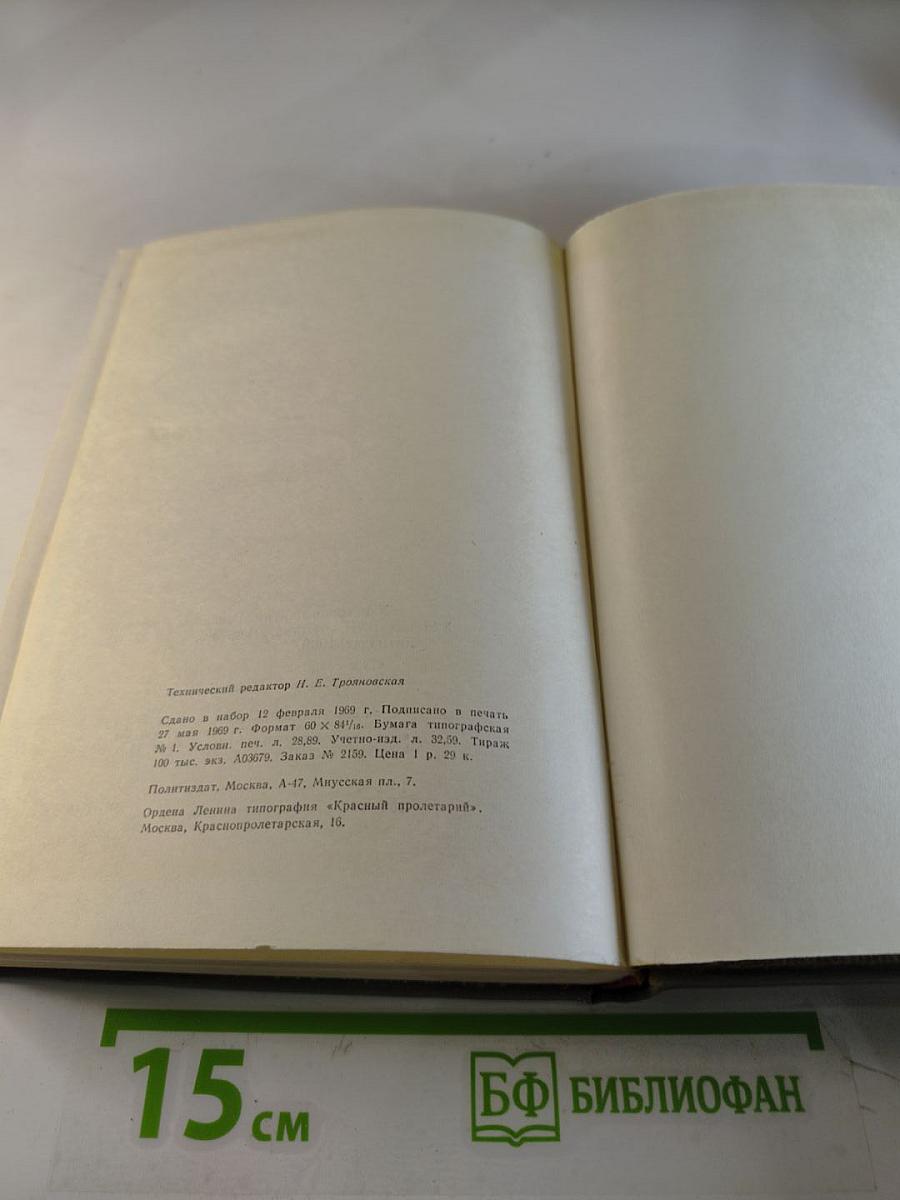 Технический редактор Н. Е. Трояновская
Сдано в набор 12 февраля 1969 г. Подписано в печать
27 мая 1969 г. Формат 60 × 84¹/₁₆. Бумага типографская
№ 1. Условн. печ. л. 28,89. Учетно-изд. л. 32,59. Тираж
100 тыс. экз. А03679. Заказ № 2159. Цена 1 р. 29 к.
Политиздат, Москва, А-47, Миусская пл., 7.
Ордена Ленина типография «Красный пролетарий».
Москва, Краснопролетарская, 16.
15 см
БФ БИБЛИОФАН